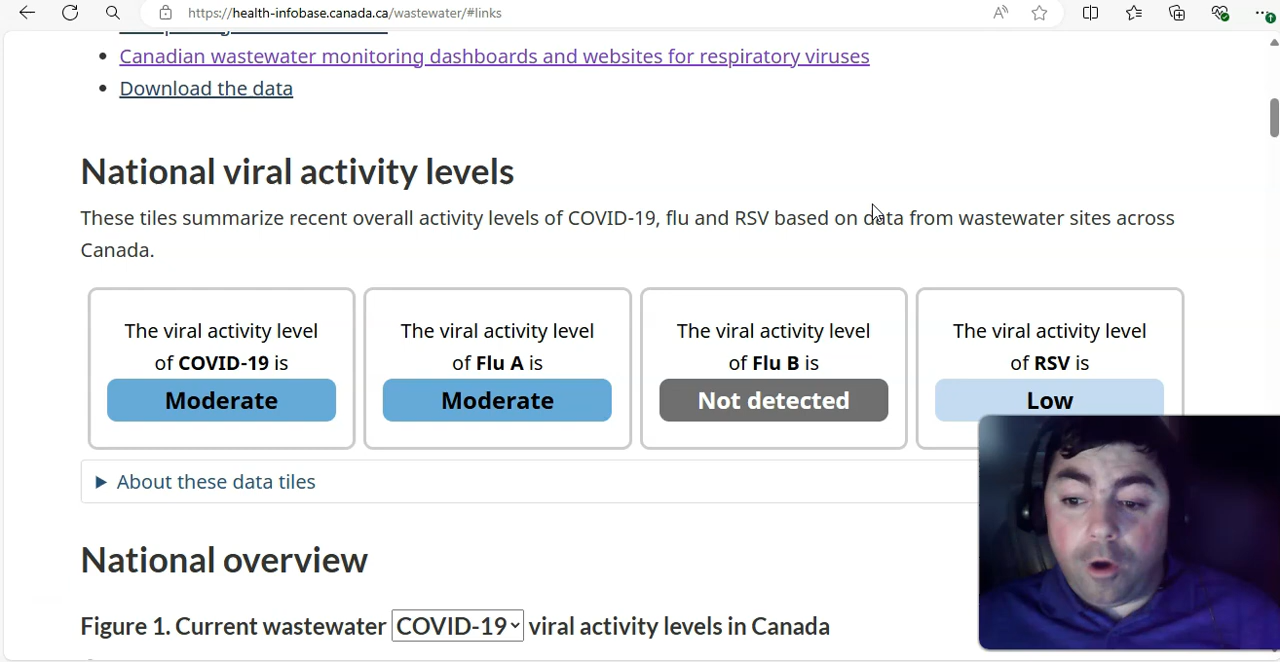 https://health-infobase.canada.ca/wastewater/#links
Canadian wastewater monitoring dashboards and websites for respiratory viruses
Download the data
National viral activity levels
These tiles summarize recent overall activity levels of COVID-19, flu and RSV based on data from wastewater sites across
Canada.
The viral activity level
of COVID-19 is
Moderate
The viral activity level
of Flu A is
Moderate
The viral activity level
of Flu B is
Not detected
The viral activity level
of RSV is
Low
About these data tiles
National overview
Figure 1. Current wastewater COVID-19 viral activity levels in Canada